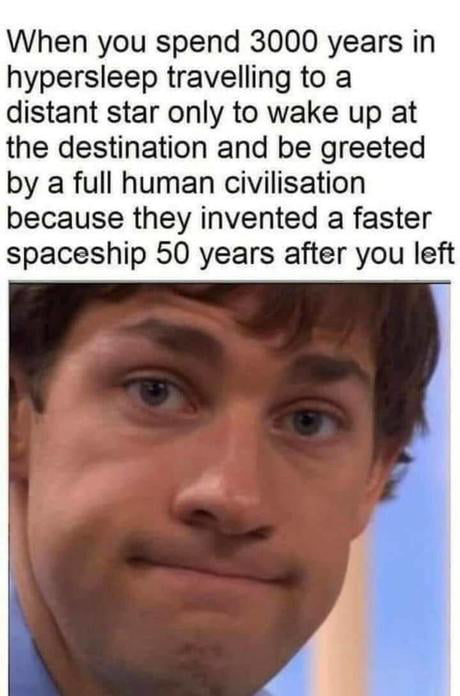 When you spend 3000 years in
hypersleep travelling to a
distant star only to wake up at
the destination and be greeted
by a full human civilisation
because they invented a faster
spaceship 50 years after you left